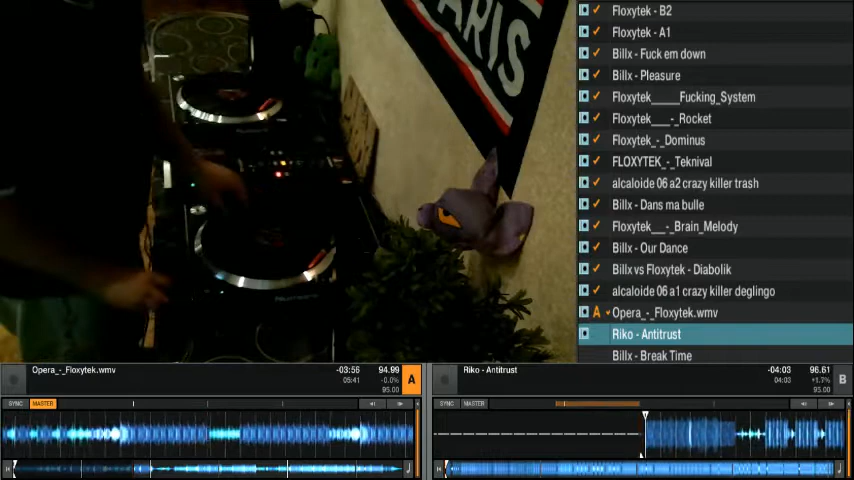 ARIS
Floxytek - B2
Floxytek - A1
Billx - Fuck em down
Billx - Pleasure
Floxytek_____Fucking_System
Floxytek___-_Rocket
Floxytek_-_Dominus
FLOXYTEK_-_Teknival
alcaloide 06 a2 crazy killer trash
Billx - Dans ma bulle
Floxytek___-_Brain_Melody
Billx - Our Dance
Billx vs Floxytek - Diabolik
alcaloide 06 a1 crazy killer deglingo
A Opera_-_Floxytek.wmv
Riko - Antitrust
Billx - Break Time
Opera_-_Floxytek.wmv -03:56 94.99 A
05:41 -0.0%
95.00
SYNC MASTER
Riko - Antitrust -04:03 96.61 B
04:03 +1.7%
95.00
SYNC MASTER